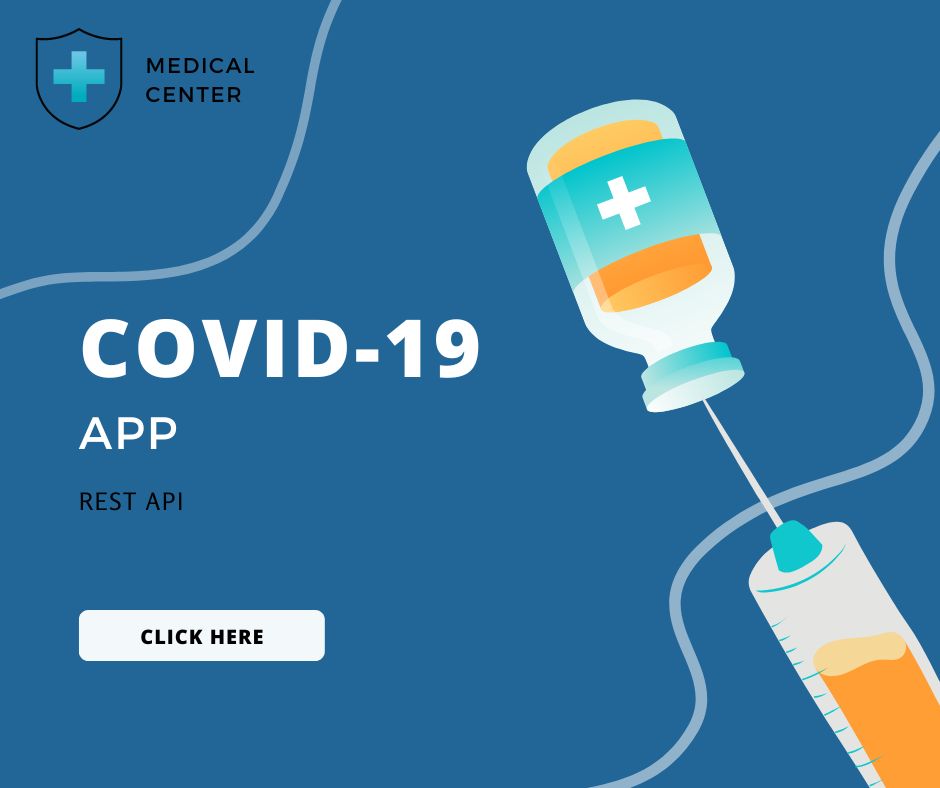 MEDICAL
CENTER
COVID-19
APP
REST API
CLICK HERE